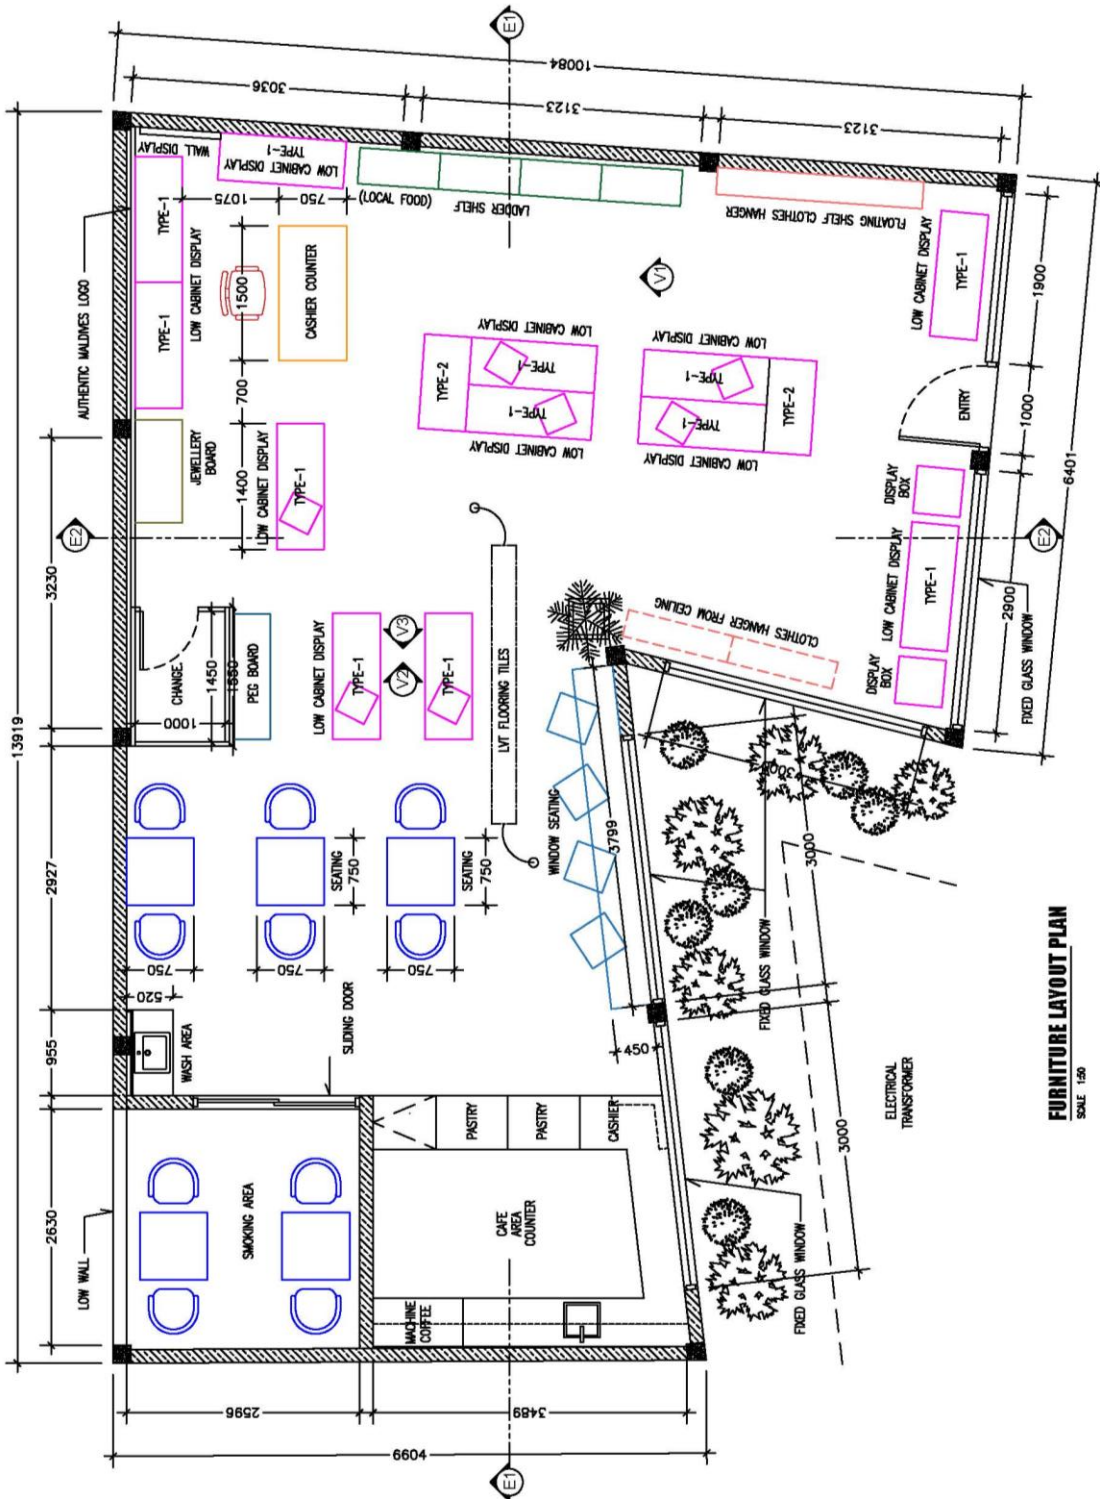 E1
10084
3036
3123
3123
13919
AUTHENTIC MALDIVES LOGO
WALL DISPLAY
TYPE-1
LOW CABINET DISPLAY
(LOCAL FOOD)
LADDER SHELF
FLOATING SHELF CLOTHES HANGER
TYPE-1
TYPE-1
LOW CABINET DISPLAY
1075
750
1500
CASHIER COUNTER
700
V1
LOW CABINET DISPLAY
TYPE-1
1900
LOW CABINET DISPLAY
LOW CABINET DISPLAY
TYPE-2
TYPE-1
TYPE-1
LOW CABINET DISPLAY
TYPE-1
TYPE-1
TYPE-2
LOW CABINET DISPLAY
ENTRY
1000
6401
JEWELLERY
BOARD
1400
LOW CABINET DISPLAY
TYPE-1
DISPLAY
BOX
E2
E2
3230
LOW CABINET DISPLAY
TYPE-1
2900
FIXED GLASS WINDOW
DISPLAY
BOX
CHANGE
1000
1450
1550
PEG BOARD
LOW CABINET DISPLAY
TYPE-1
V3
V2
TYPE-1
LVT FLOORING TILES
CLOTHES HANGER FROM CEILING
2927
SEATING
750
SEATING
750
WINDOW SEATING
3799
3000
3000
750
750
750
520
955
WASH AREA
SLIDING DOOR
450
FIXED GLASS WINDOW
ELECTRICAL
TRANSFORMER
3000
PASTRY
PASTRY
CASHIER
2630
LOW WALL
SMOKING AREA
CAFE
AREA
COUNTER
MACHINE
COFFEE
FIXED GLASS WINDOW
2596
3489
6604
E1
FURNITURE LAYOUT PLAN
SCALE 1:50